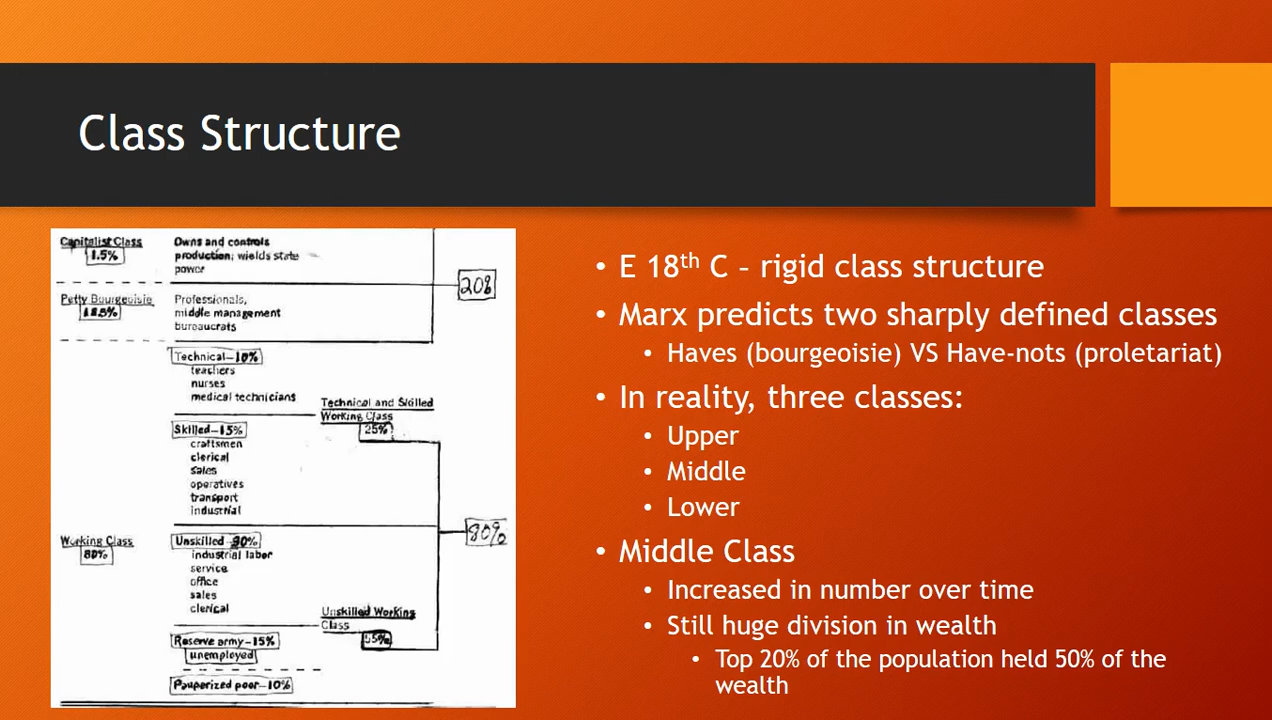 Class Structure
Capitalist Class
1.5%
Owns and controls
production; wields state
power
20%
Petty Bourgeoisie
18.5%
Professionals,
middle management
bureaucrats
Technical—10%
teachers
nurses
medical technicians
Technical and Skilled
Working Class
25%
Skilled—15%
craftsmen
clerical
sales
operatives
transport
industrial
Working Class
80%
80%
Unskilled 30%
industrial labor
service
office
sales
clerical
Unskilled Working
Class
55%
Reserve army—15%
unemployed
Pauperized poor—10%
• E 18th C – rigid class structure
• Marx predicts two sharply defined classes
• Haves (bourgeoisie) VS Have-nots (proletariat)
• In reality, three classes:
• Upper
• Middle
• Lower
• Middle Class
• Increased in number over time
• Still huge division in wealth
• Top 20% of the population held 50% of the
wealth